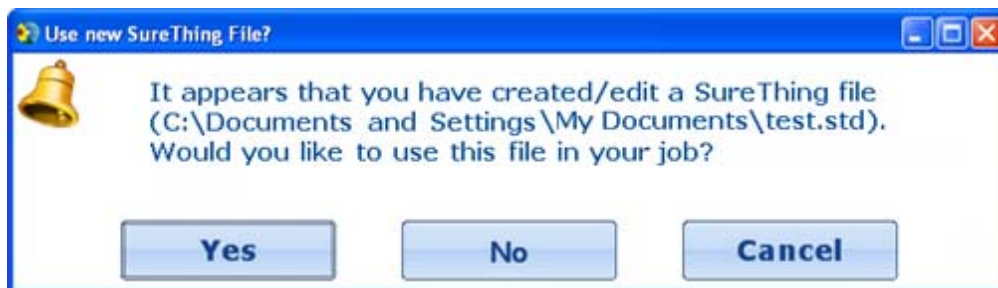 Use new SureThing File?
It appears that you have created/edit a SureThing file
(C:\Documents and Settings\My Documents\test.std).
Would you like to use this file in your job?
Yes No Cancel